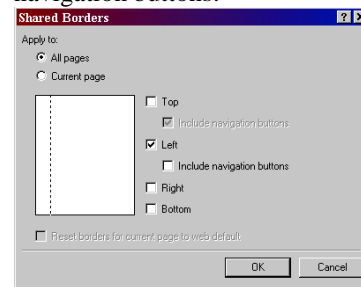 navigation buttons.
Shared Borders
Apply to:
All pages
Current page
Top
Include navigation buttons
Left
Include navigation buttons
Right
Bottom
Reset borders for current page to web default
OK Cancel